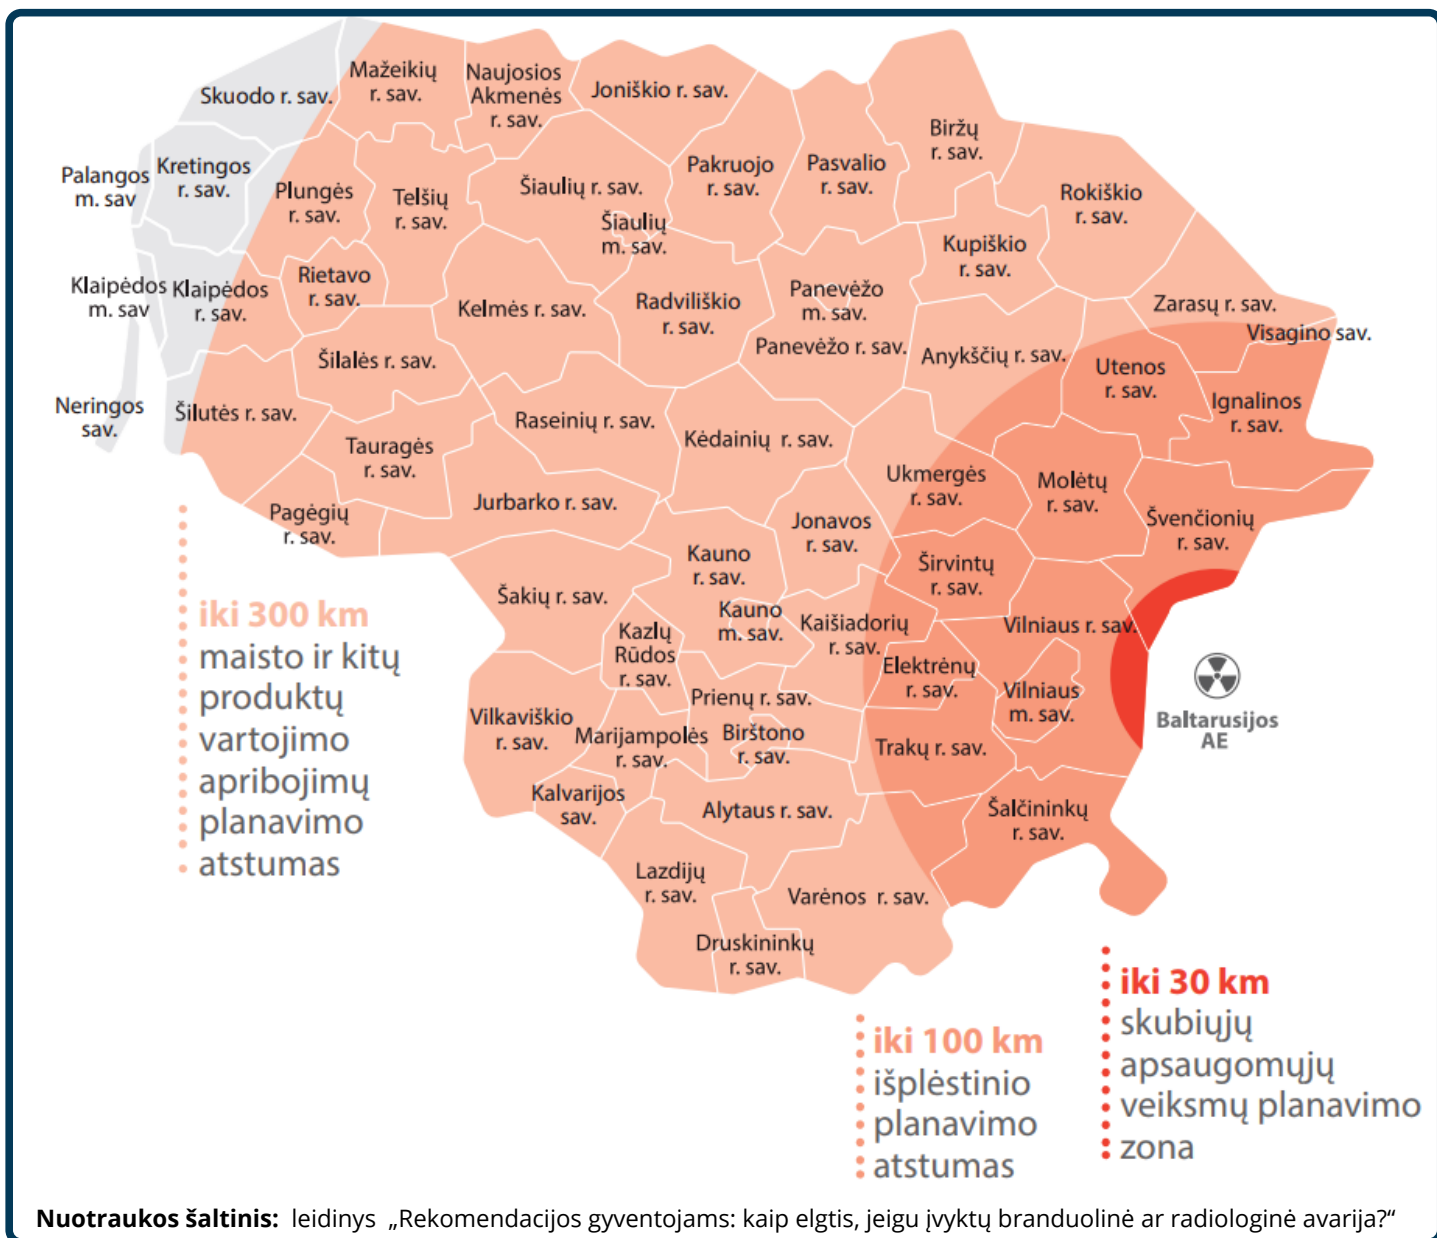 Mažeikių
r. sav.
Naujosios
Akmenės
r. sav.
Joniškio r. sav.
Skuodo r. sav.
Biržų
r. sav.
Palangos
m. sav
Kretingos
r. sav.
Plungės
r. sav.
Telšių
r. sav.
Šiaulių r. sav.
Šiaulių
m. sav.
Pakruojo
r. sav.
Pasvalio
r. sav.
Rokiškio
r. sav.
Kupiškio
r. sav.
Klaipėdos
m. sav
Klaipėdos
r. sav.
Rietavo
r. sav.
Kelmės r. sav.
Radviliškio
r. sav.
Panevėžo
m. sav.
Panevėžo r. sav.
Anykščių r. sav.
Zarasų r. sav.
Visagino sav.
Utenos
r. sav.
Ignalinos
r. sav.
Šilalės r. sav.
Neringos
sav.
Šilutės r. sav.
Tauragės
r. sav.
Raseinių r. sav.
Kėdainių r. sav.
Ukmergės
r. sav.
Molėtų
r. sav.
Švenčionių
r. sav.
Pagėgių
r. sav.
Jurbarko r. sav.
Jonavos
r. sav.
Kauno
r. sav.
Širvintų
r. sav.
Šakių r. sav.
Kauno
m. sav.
Kaišiadorių
r. sav.
Vilniaus r. sav.
Kazlų
Rūdos
r. sav.
Elektrėnų
r. sav.
Vilniaus
m. sav.
Prienų r. sav.
Vilkaviškio
r. sav.
Marijampolės
r. sav.
Birštono
r. sav.
Trakų r. sav.
Baltarusijos
AE
Kalvarijos
sav.
Alytaus r. sav.
Šalčininkų
r. sav.
Lazdijų
r. sav.
Varėnos r. sav.
Druskininkų
r. sav.
iki 300 km
maisto ir kitų
produktų
vartojimo
apribojimų
planavimo
atstumas
iki 100 km
išplėstinio
planavimo
atstumas
iki 30 km
skubiųjų
apsaugomųjų
veiksmų planavimo
zona
Nuotraukos šaltinis: leidinys „Rekomendacijos gyventojams: kaip elgtis, jeigu įvyktų branduolinė ar radiologinė avarija?“